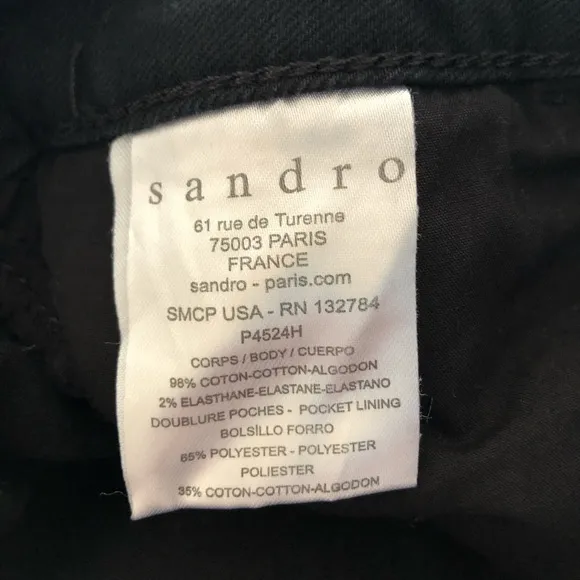 sandro
61 rue de Turenne
75003 PARIS
FRANCE
sandro - paris.com
SMCP USA - RN 132784
P4524H
CORPS / BODY / CUERPO
98% COTON-COTTON-ALGODON
2% ELASTHANE-ELASTANE-ELASTANO
DOUBLURE POCHES - POCKET LINING
BOLSILLO FORRO
65% POLYESTER - POLYESTER
POLIESTER
35% COTON-COTTON-ALGODON